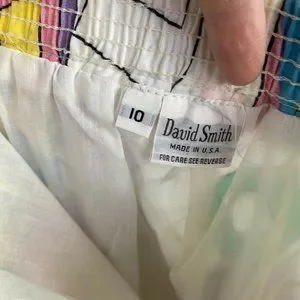 10
David Smith
MADE IN U.S.A.
FOR CARE SEE REVERSE